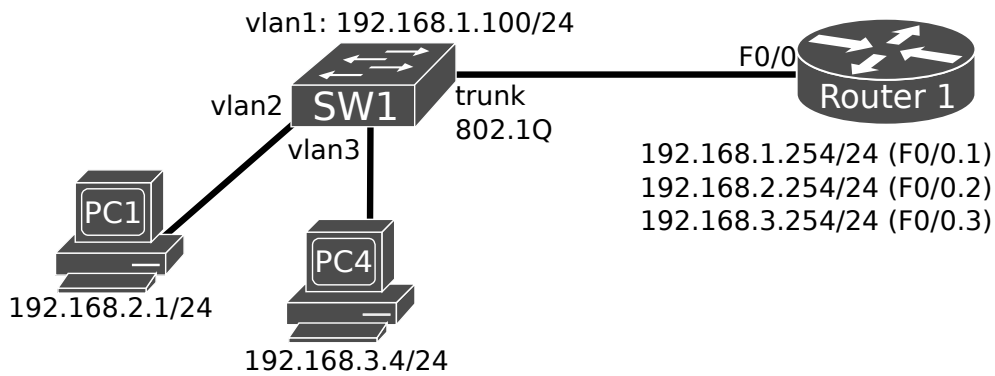 vlan1: 192.168.1.100/24
F0/0
SW1
Router 1
vlan2
trunk
802.1Q
vlan3
192.168.1.254/24 (F0/0.1)
192.168.2.254/24 (F0/0.2)
192.168.3.254/24 (F0/0.3)
PC1
PC4
192.168.2.1/24
192.168.3.4/24